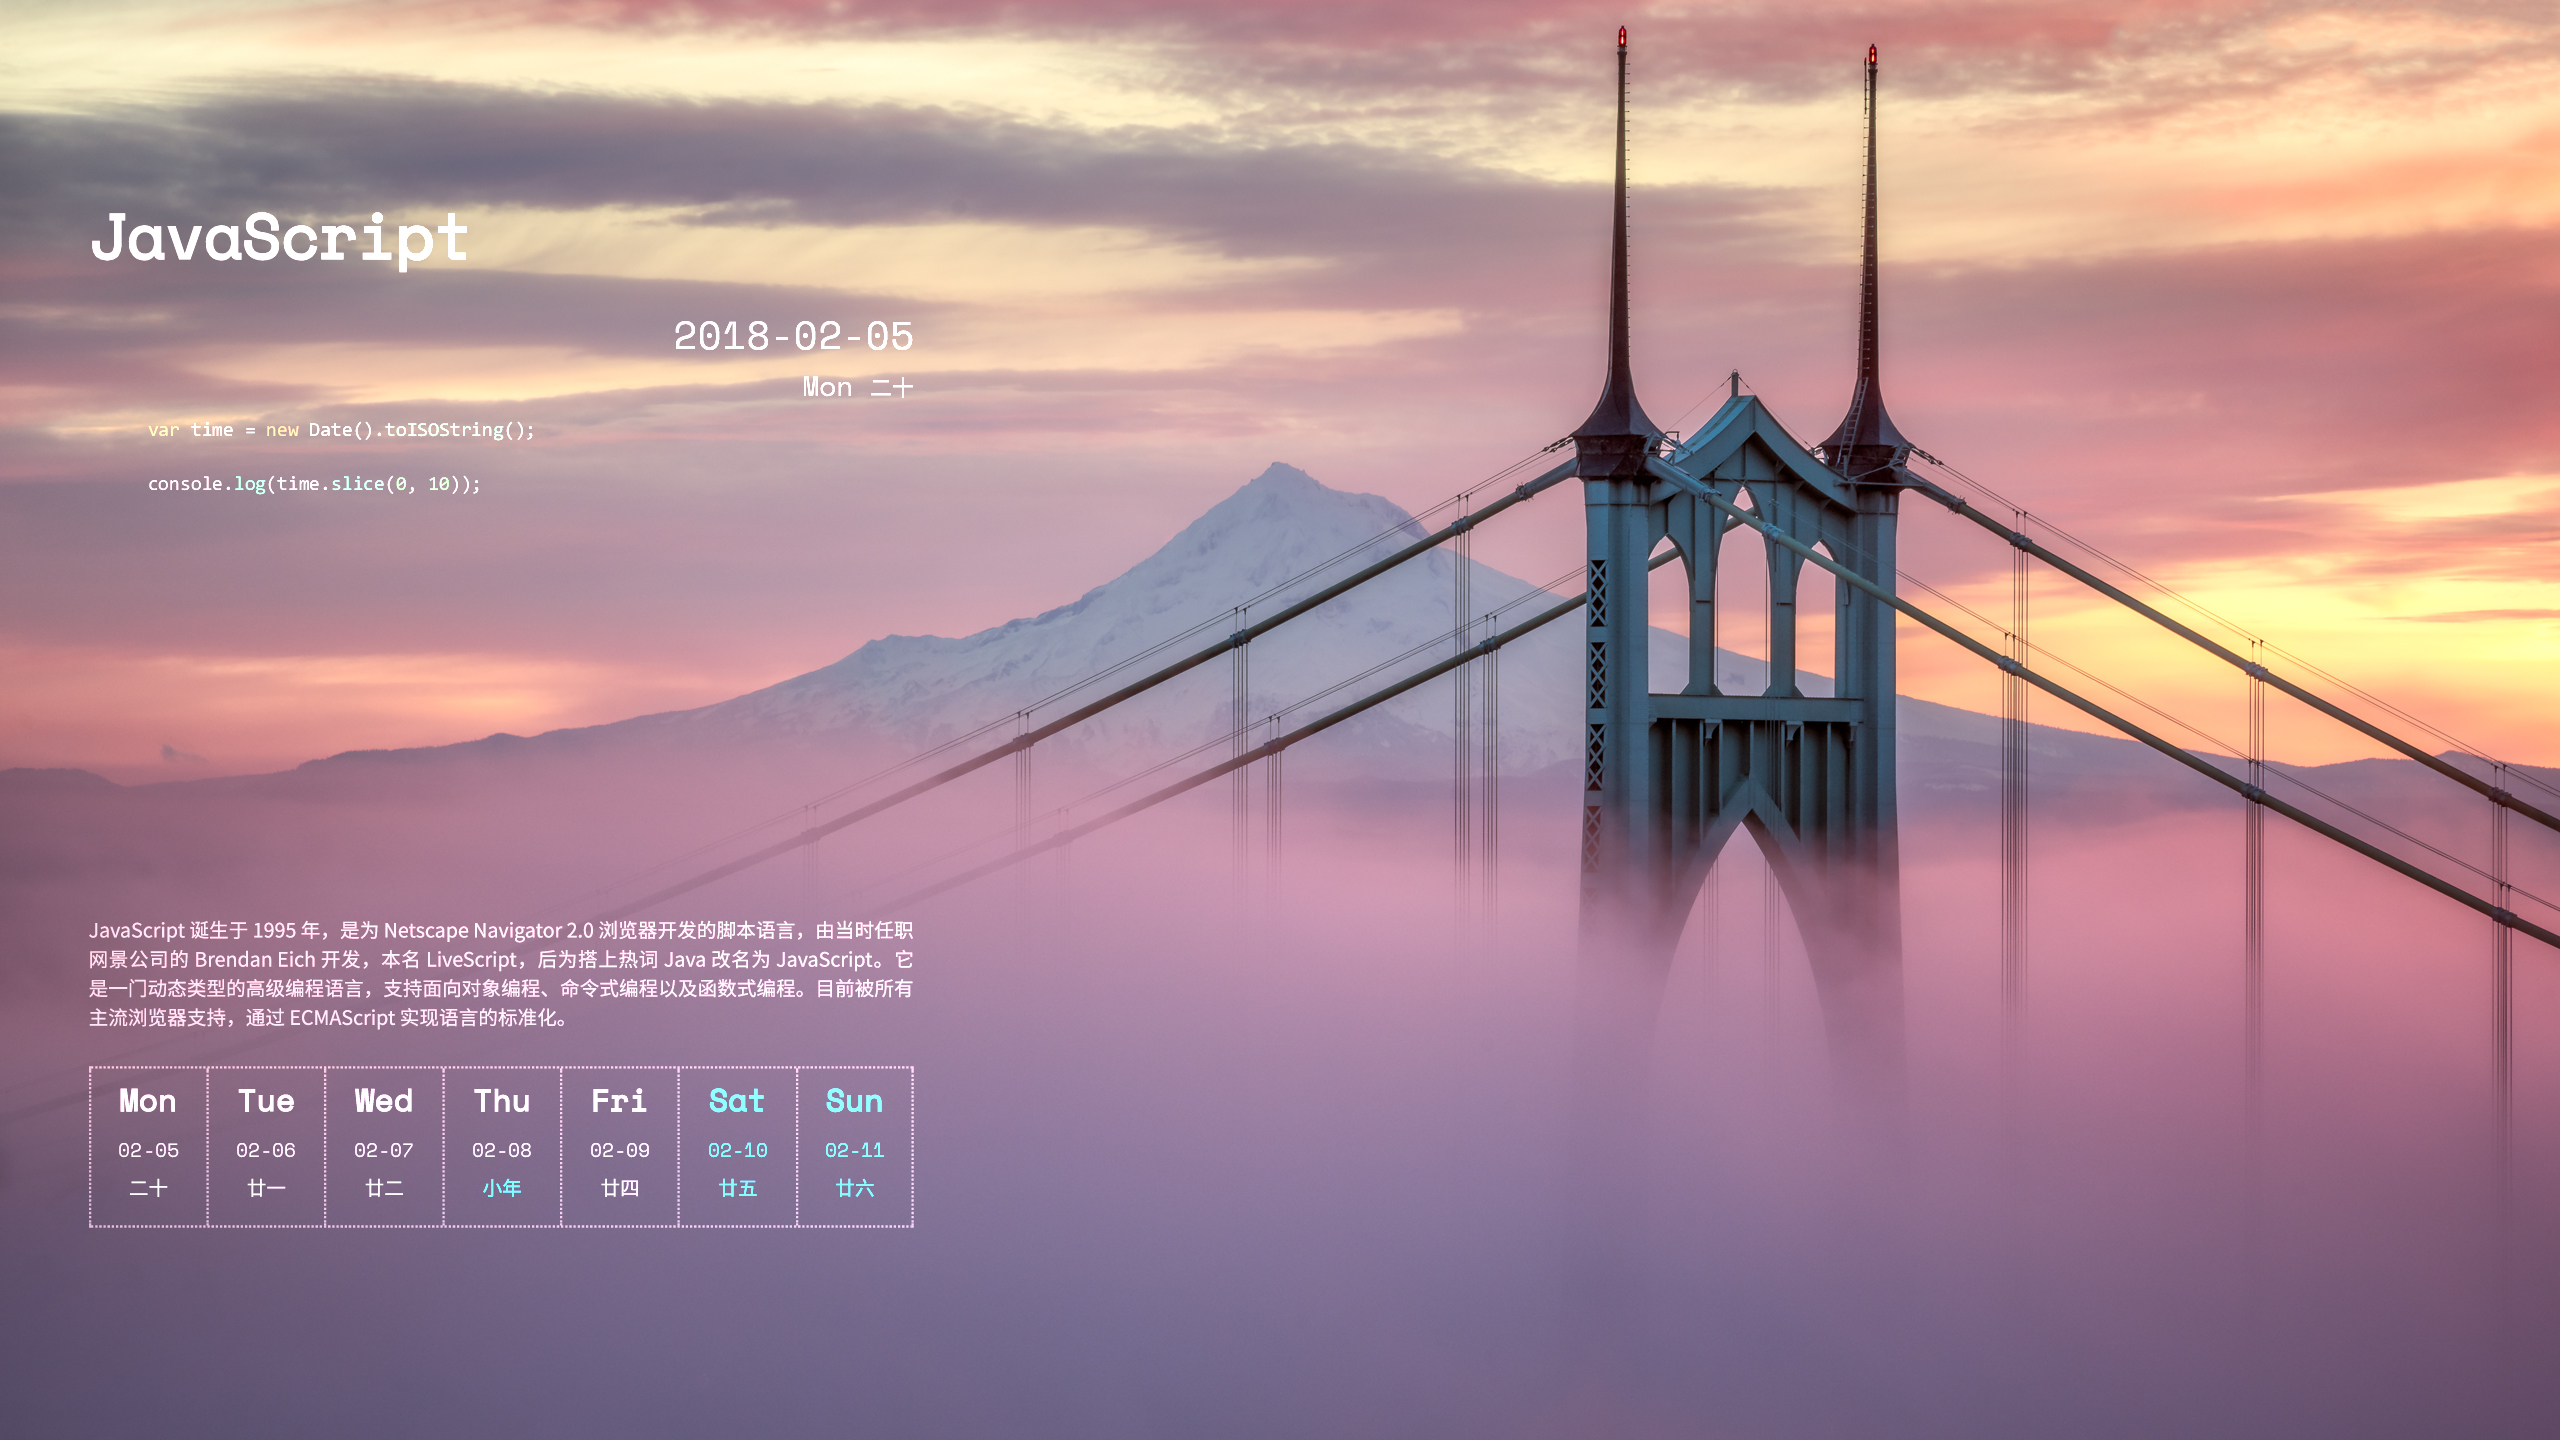 JavaScript
2018-02-05
Mon 二十
var time = new Date().toISOString();
console.log(time.slice(0, 10));
JavaScript 诞生于 1995 年，是为 Netscape Navigator 2.0 浏览器开发的脚本语言，由当时任职
网景公司的 Brendan Eich 开发，本名 LiveScript，后为搭上热词 Java 改名为 JavaScript。它
是一门动态类型的高级编程语言，支持面向对象编程、命令式编程以及函数式编程。目前被所有
主流浏览器支持，通过 ECMAScript 实现语言的标准化。
Mon Tue Wed Thu Fri Sat Sun
02-05 02-06 02-07 02-08 02-09 02-10 02-11
二十 廿一 廿二 小年 廿四 廿五 廿六